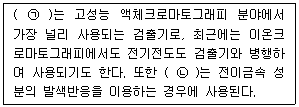 ( ㉠ )는 고성능 액체크로마토그래피 분야에서
가장 널리 사용되는 검출기로, 최근에는 이온크
로마토그래피에서도 전기전도도 검출기와 병행하
여 사용되기도 한다. 또한 ( ㉡ )는 전이금속 성
분의 발색반응을 이용하는 경우에 사용된다.